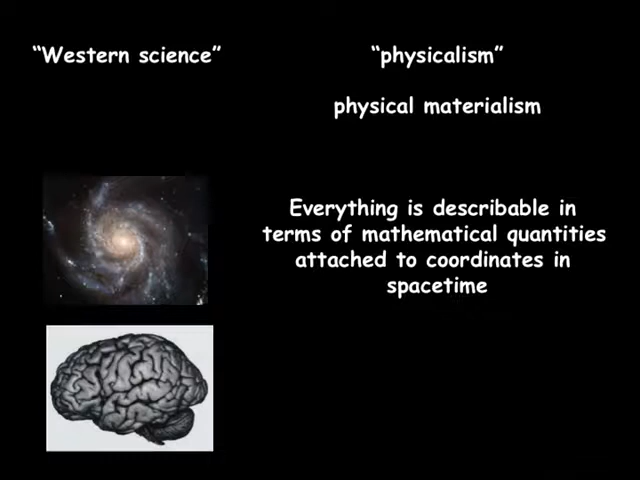 “Western science”
“physicalism”
physical materialism
Everything is describable in
terms of mathematical quantities
attached to coordinates in
spacetime